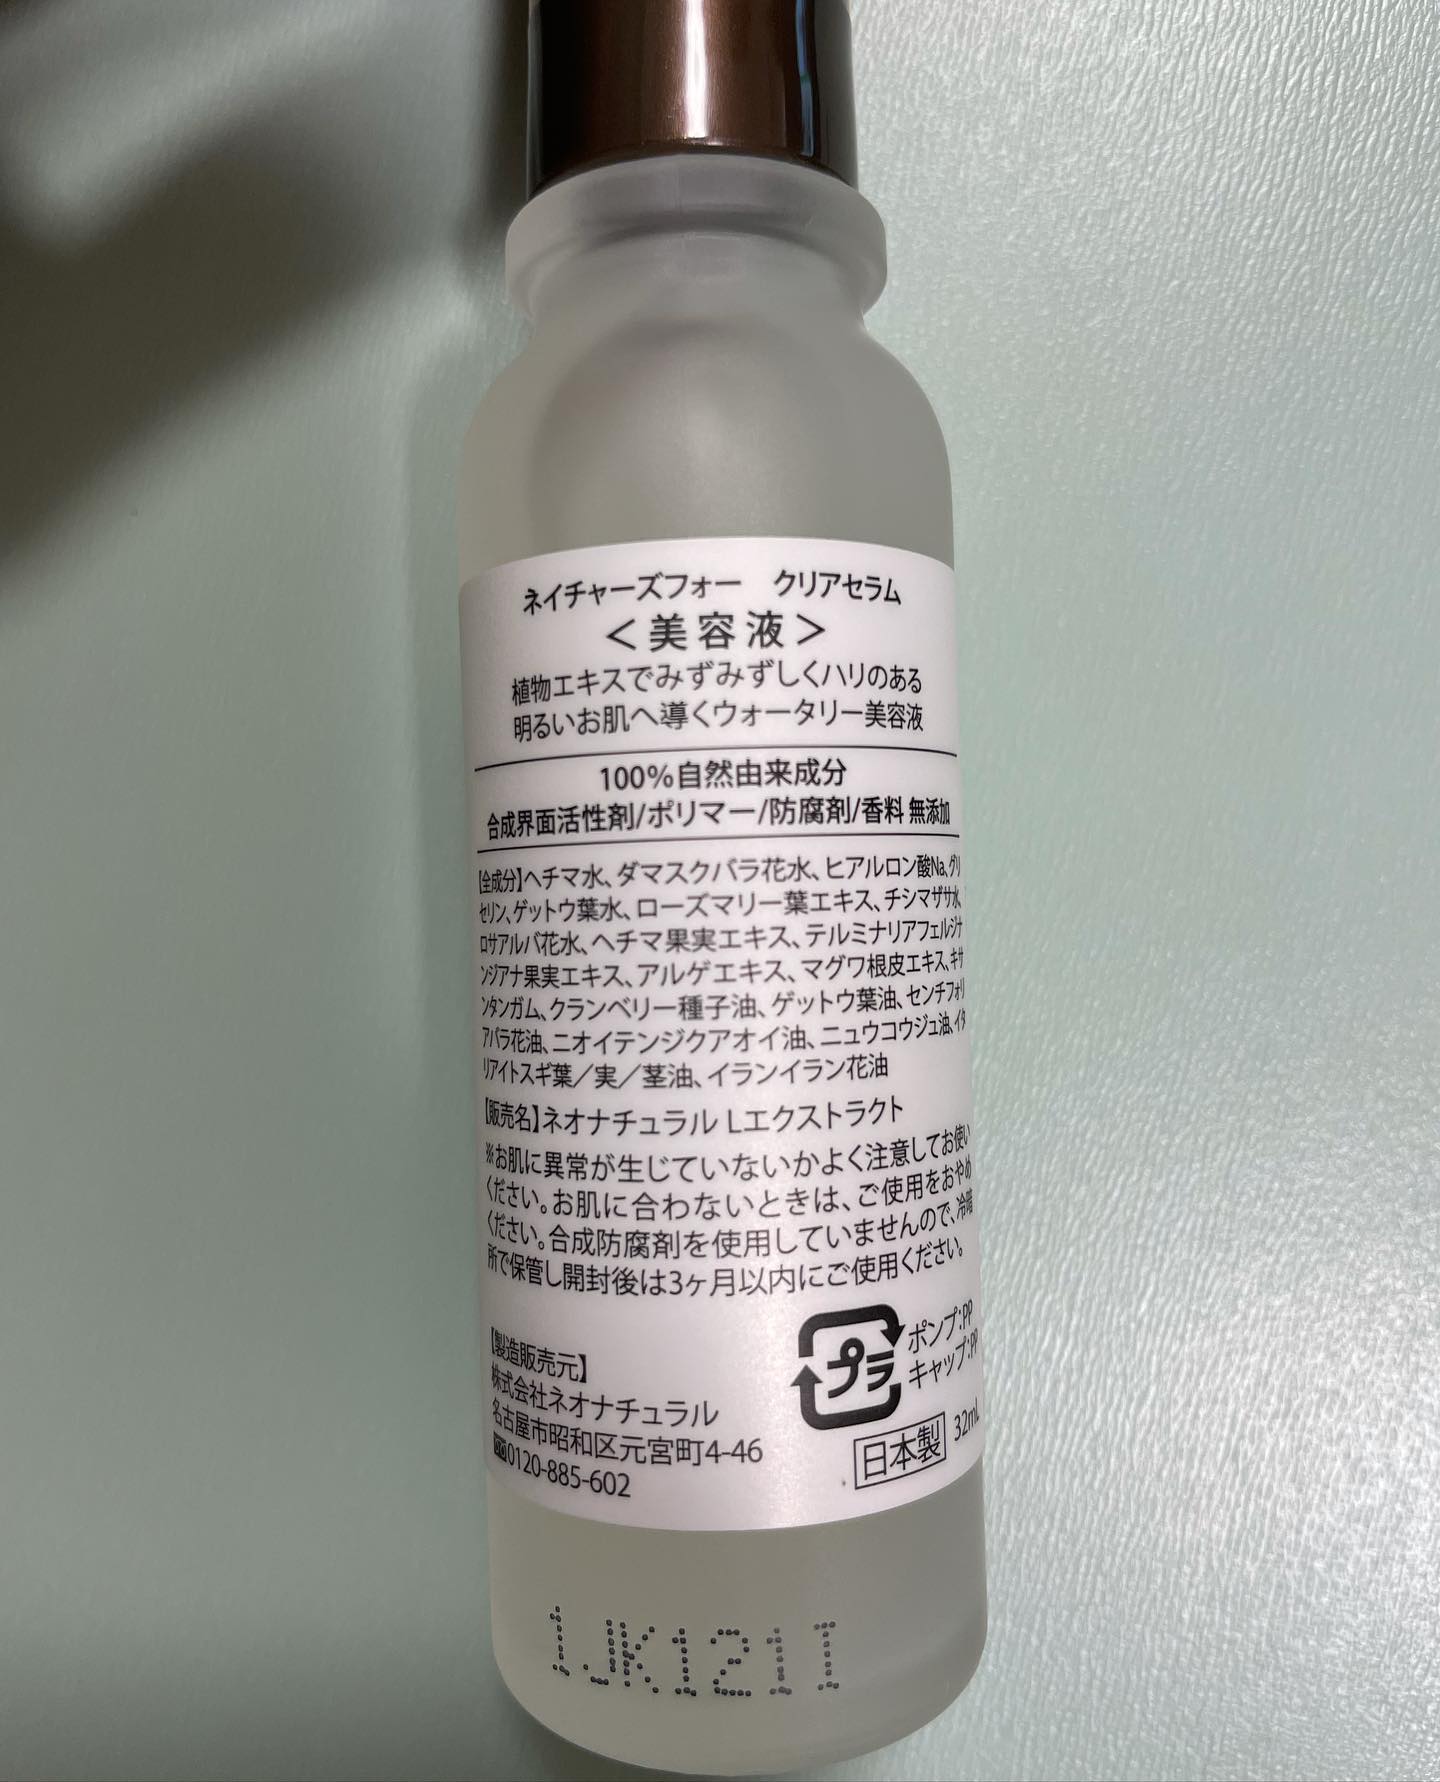 ネイチャーズフォー　クリアセラム
＜美容液＞
植物エキスでみずみずしくハリのある
明るいお肌へ導くウォータリー美容液
100%自然由来成分
合成界面活性剤/ポリマー/防腐剤/香料 無添加
【全成分】ヘチマ水、ダマスクバラ花水、ヒアルロン酸Na、グリ
セリン、ゲットウ葉水、ローズマリー葉エキス、チシマザサ水、
ロサアルバ花水、ヘチマ果実エキス、テルミナリアフェルジナ
ンジアナ果実エキス、アルゲエキス、マグワ根皮エキス、キサ
ンタンガム、クランベリー種子油、ゲットウ葉油、センチフォリ
アバラ花油、ニオイテンジクアオイ油、ニュウコウジュ油、イタ
リアイトスギ葉／実／茎油、イランイラン花油
【販売名】ネオナチュラル Lエクストラクト
※お肌に異常が生じていないかよく注意してお使い
ください。お肌に合わないときは、ご使用をおやめ
ください。合成防腐剤を使用していませんので、冷暗
所で保管し開封後は3ヶ月以内にご使用ください。
【製造販売元】
株式会社ネオナチュラル
名古屋市昭和区元宮町4-46
0120-885-602
プラ
ポンプ:PP
キャップ:PP
日本製 32mL
1JK121I